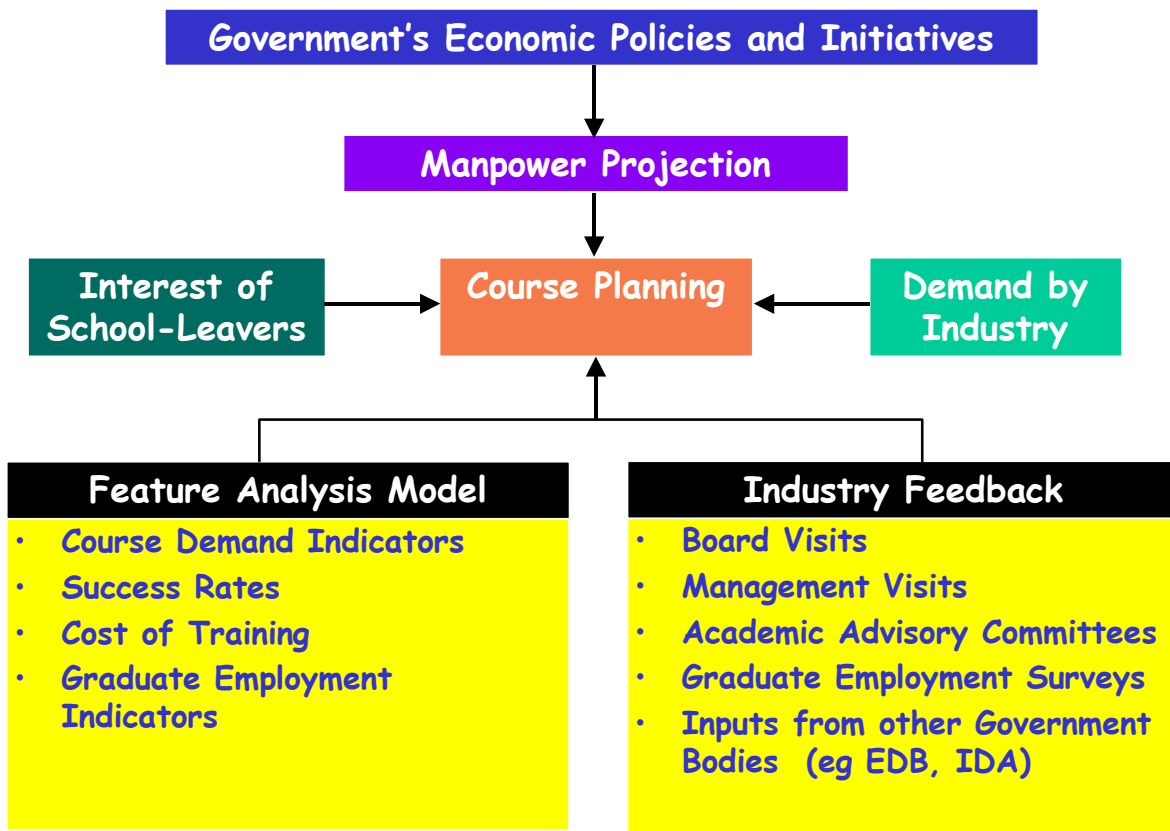 Government’s Economic Policies and Initiatives
Manpower Projection
Interest of
School-Leavers
Course Planning
Demand by
Industry
Feature Analysis Model
• Course Demand Indicators
• Success Rates
• Cost of Training
• Graduate Employment
Indicators
Industry Feedback
• Board Visits
• Management Visits
• Academic Advisory Committees
• Graduate Employment Surveys
• Inputs from other Government
Bodies (eg EDB, IDA)